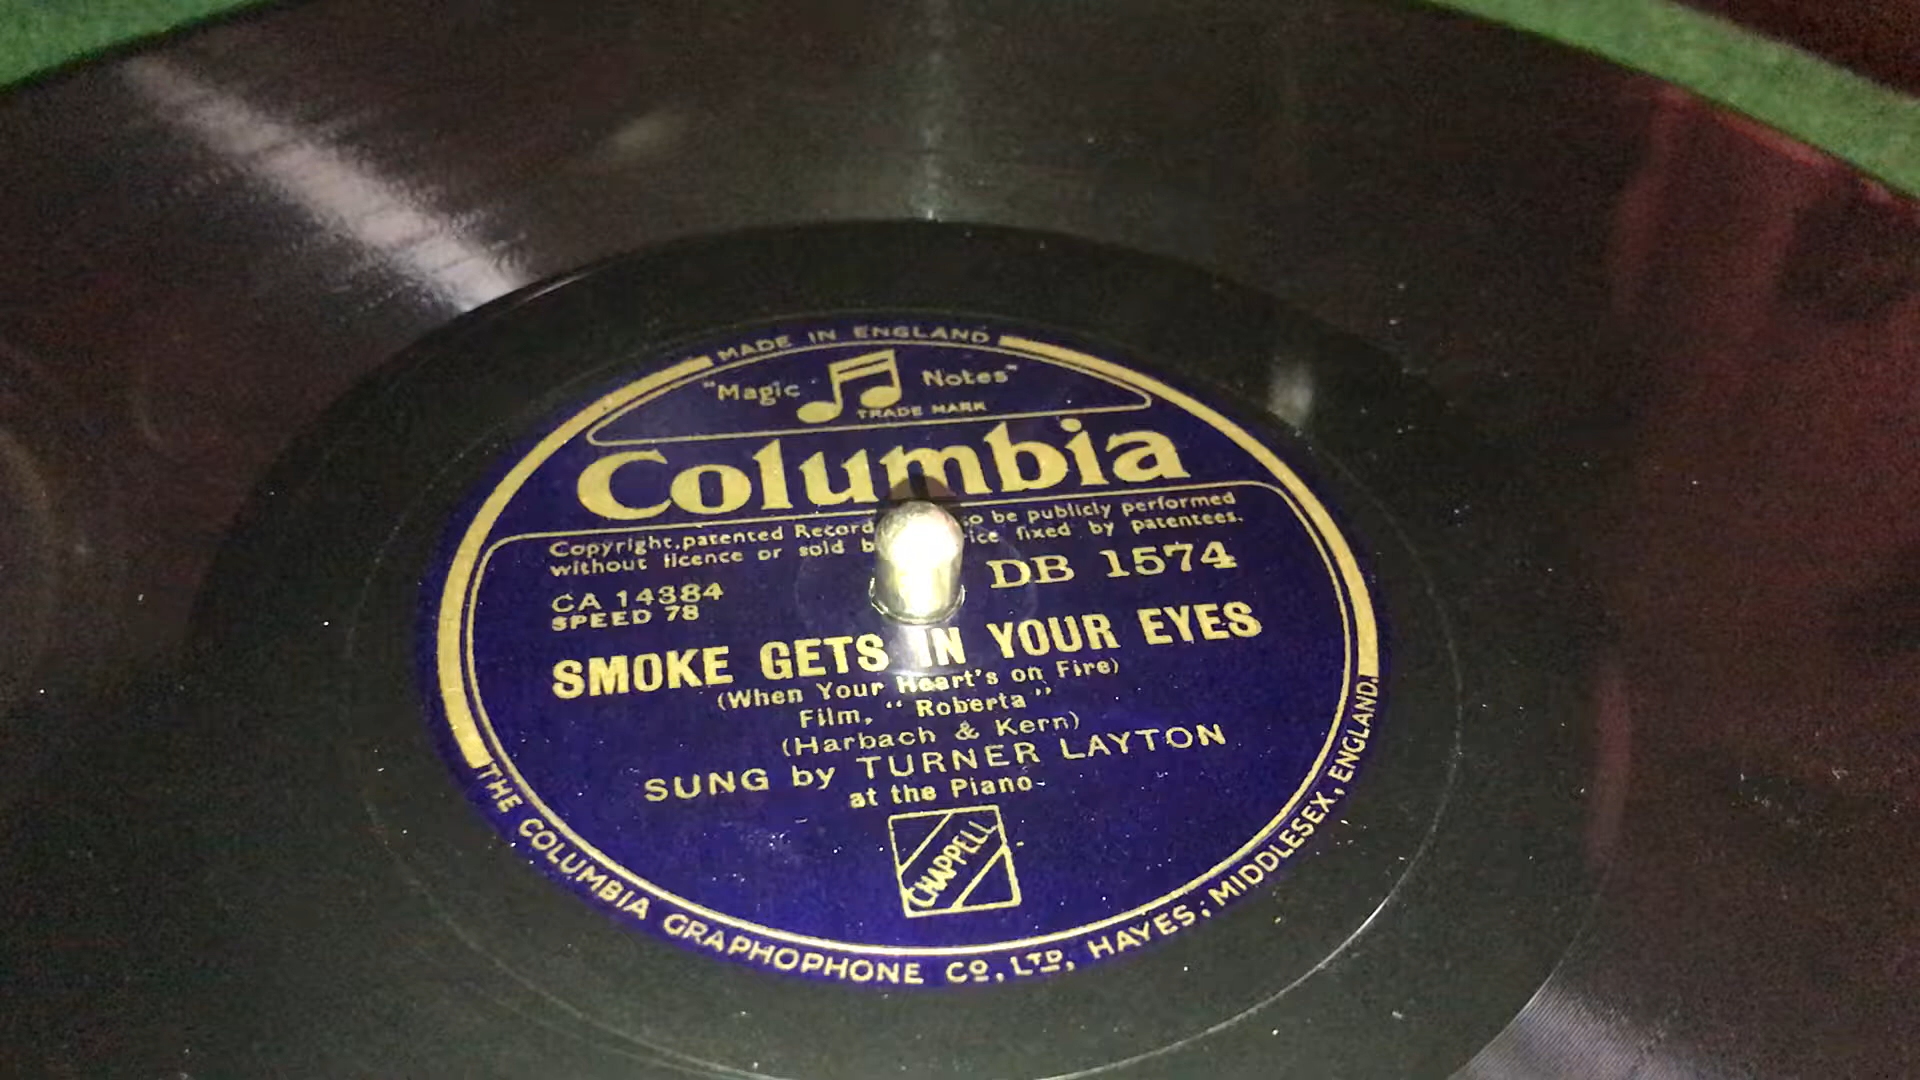 MADE IN ENGLAND
"Magic Notes"
TRADE MARK
Columbia
Copyright, patented Record o be publicly performed
without licence or sold b ice fixed by patentees.
DB 1574
CA 14384
SPEED 78
SMOKE GETS IN YOUR EYES
(When Your Heart's on Fire)
Film, "Roberta"
(Harbach & Kern)
SUNG by TURNER LAYTON
at the Piano
CHAPPELL
THE COLUMBIA GRAPHOPHONE CO, LTD, HAYES; MIDDLESEX, ENGLAND.